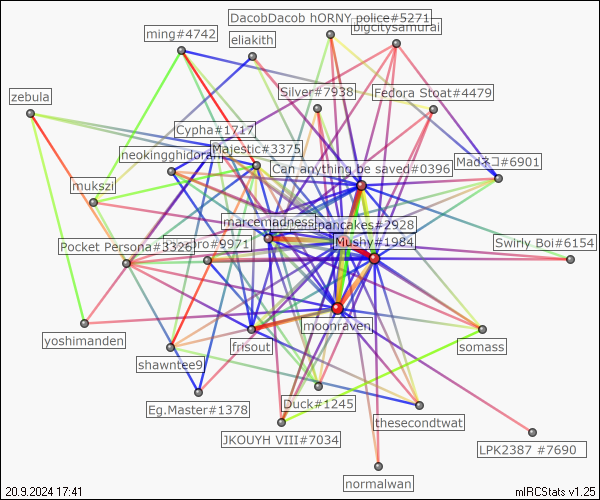 DacobDacob hORNY police#5271
bigcitysamurai
ming#4742
eliakith
Silver#7938
Fedora Stoat#4479
zebula
Cypha#1717
Majestic#3375
neokingghidorah
Can anything be saved#0396
Madネコ#6901
mukszi
marcemadness
pancakes#2928
Mushy#1984
Pocket Persona#3326
ro#9971
Swirly Boi#6154
moonraven
yoshimanden
frisout
somass
shawntee9
Eg.Master#1378
Duck#1245
thesecondtwat
JKOUYH VIII#7034
LPK2387 #7690
normalwan
20.9.2024 17:41
mIRCStats v1.25